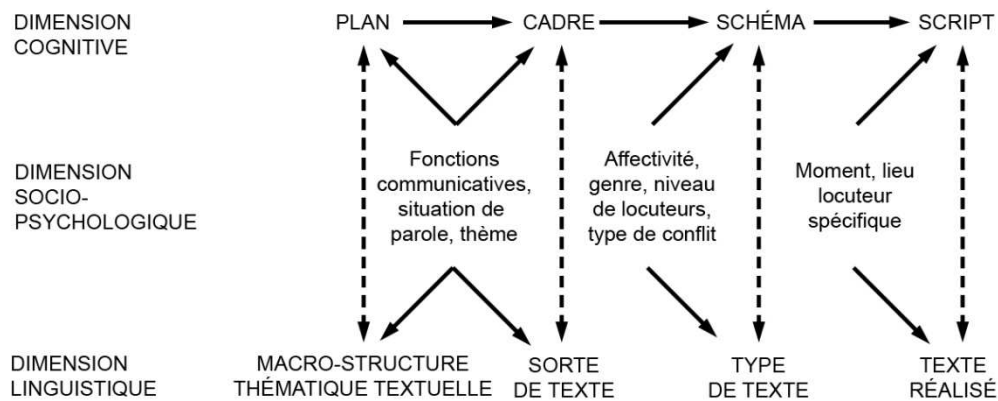 DIMENSION
COGNITIVE
PLAN
CADRE
SCHÉMA
SCRIPT
DIMENSION
SOCIO-
PSYCHOLOGIQUE
Fonctions
communicatives,
situation de
parole, thème
Affectivité,
genre, niveau
de locuteurs,
type de conflit
Moment, lieu
locuteur
spécifique
DIMENSION
LINGUISTIQUE
MACRO-STRUCTURE
THÉMATIQUE TEXTUELLE
SORTE
DE TEXTE
TYPE
DE TEXTE
TEXTE
RÉALISÉ